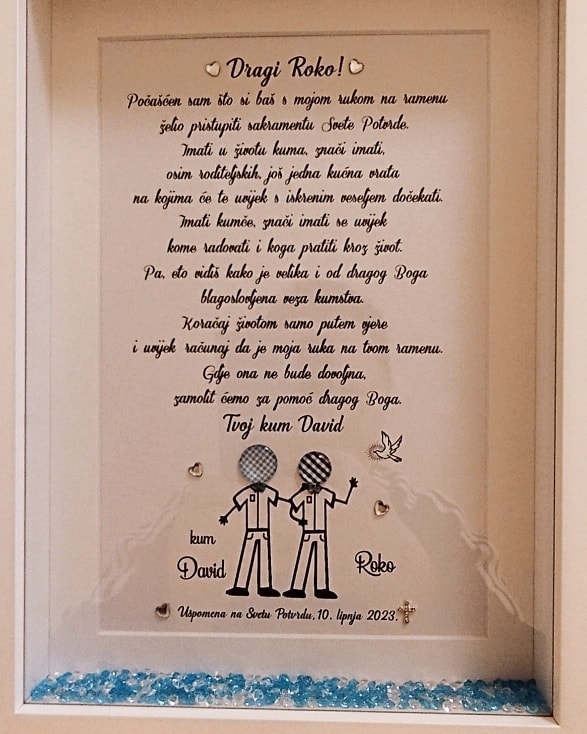 Dragi Roko!
Počašćen sam što si baš s mojom rukom na ramenu
želio pristupiti sakramentu Svete Potvrde.
Imati u životu kuma, znači imati,
osim roditeljskih, još jedna kućna vrata
na kojima će te uvijek s iskrenim veseljem dočekati.
Imati kumče, znači imati se uvijek
kome radovati i koga pratiti kroz život.
Pa, eto vidiš kako je velika i od dragog Boga
blagoslovljena veza kumstva.
Koračaj životom samo putem vjere
i uvijek računaj da je moja ruka na tvom ramenu.
Gdje ona ne bude dovoljna,
zamolit ćemo za pomoć dragog Boga.
Tvoj kum David
kum
David
Roko
Uspomena na Svetu Potvrdu, 10. lipnja 2023.